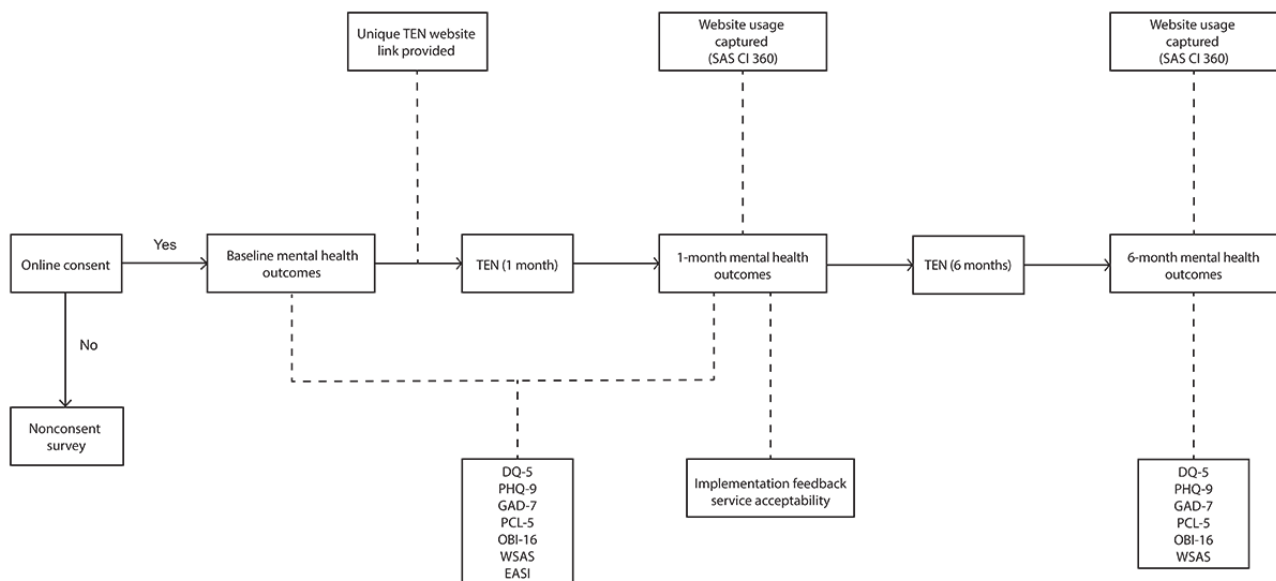 Unique TEN website
link provided
Website usage
captured
(SAS CI 360)
Website usage
captured
(SAS CI 360)
Online consent
Yes
Baseline mental health
outcomes
TEN (1 month)
1-month mental health
outcomes
TEN (6 months)
6-month mental health
outcomes
No
Nonconsent
survey
DQ-5
PHQ-9
GAD-7
PCL-5
OBI-16
WSAS
EASI
Implementation feedback
service acceptability
DQ-5
PHQ-9
GAD-7
PCL-5
OBI-16
WSAS